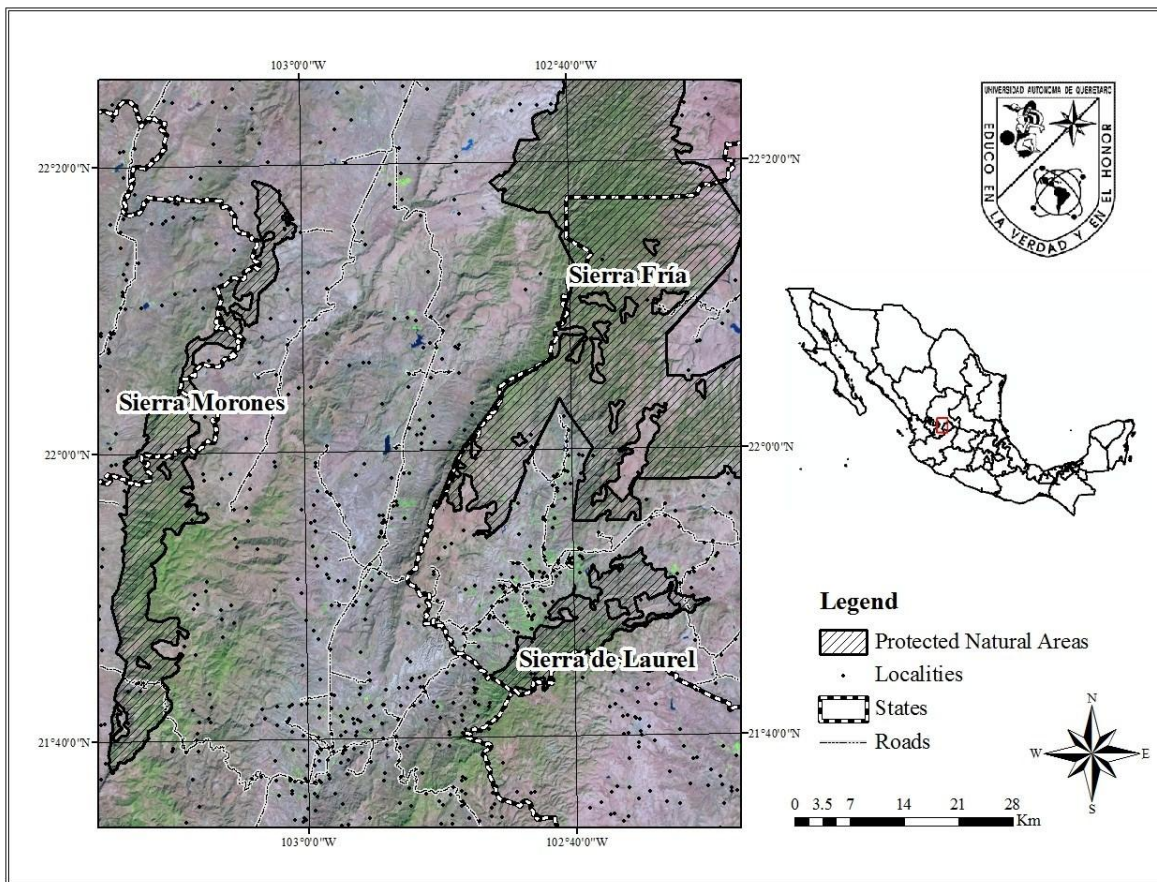 103°0'0"W
102°40'0"W
22°20'0"N
22°20'0"N
22°0'0"N
22°0'0"N
21°40'0"N
21°40'0"N
103°0'0"W
102°40'0"W
Sierra Fría
Sierra Morones
Sierra de Laurel
UNIVERSIDAD AUTONOMA DE QUERETARO
EDUCO EN LA VERDAD Y EN EL HONOR
Legend
Protected Natural Areas
Localities
States
Roads
N
W
E
S
0 3.5 7 14 21 28
Km